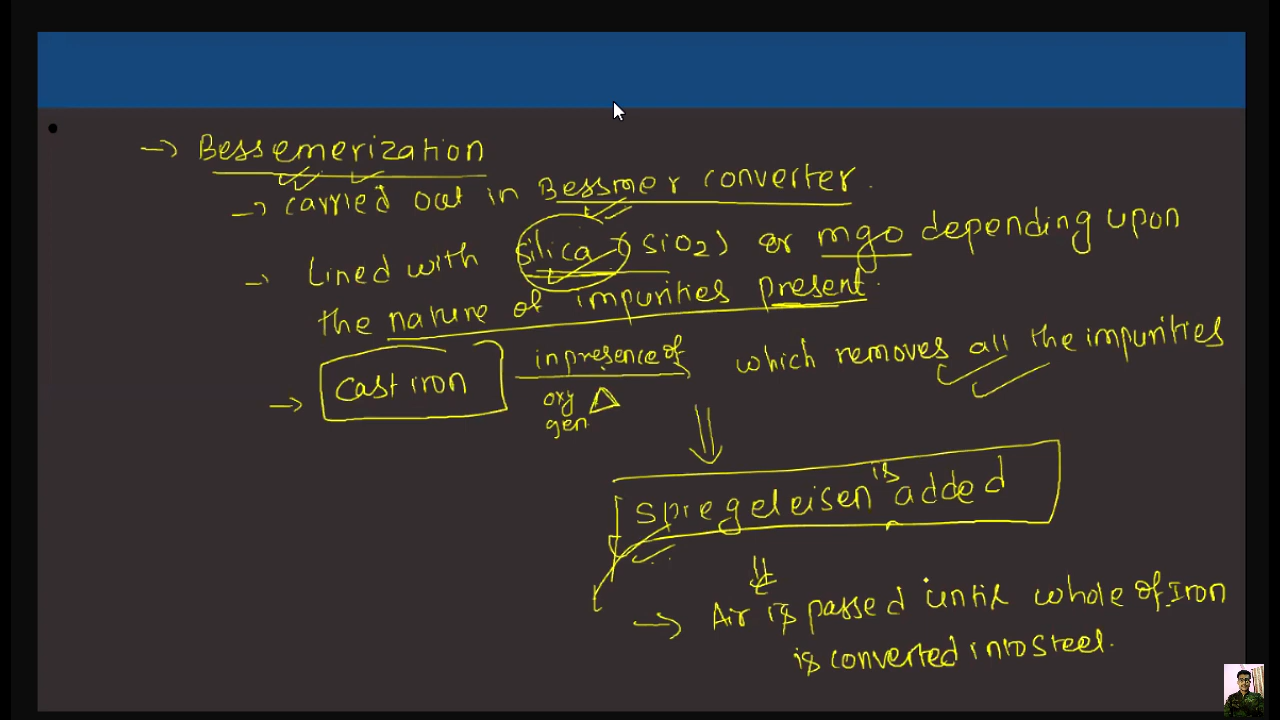 → Bessemerization
→ carried out in Bessmer converter.
→ Lined with silica (SiO2) or mgo depending upon
the nature of impurities present.
→ cast iron in presence of oxygen Δ which removes all the impurities
⇓
Spiegeleisen is added
⇓
→ Air is passed until whole of Iron
is converted into Steel.